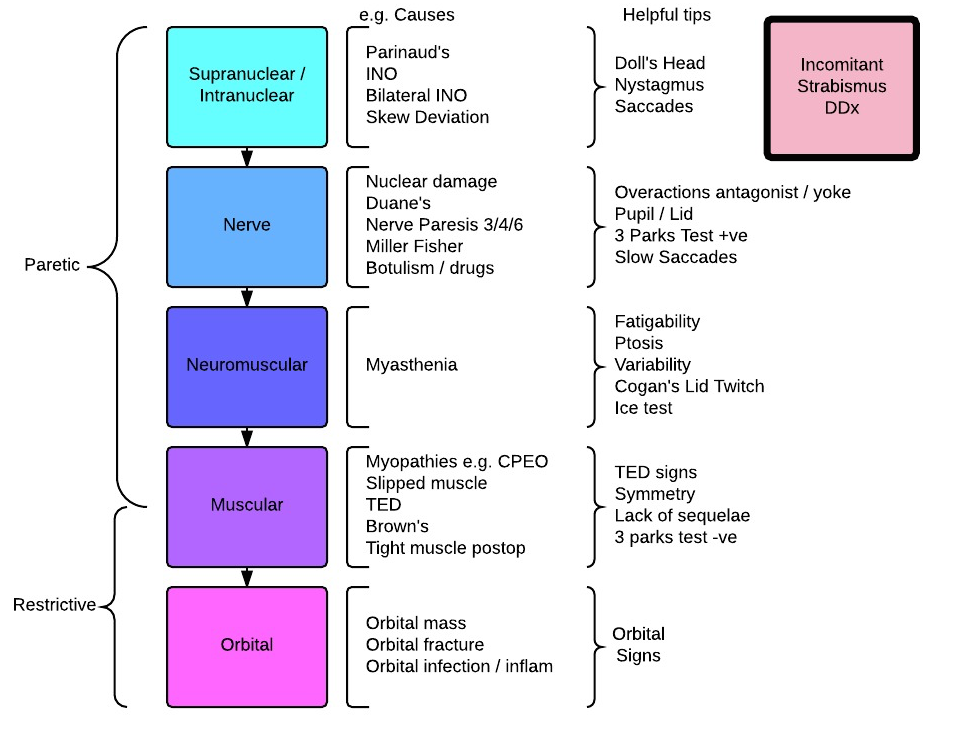 e.g. Causes
Helpful tips
Incomitant
Strabismus
DDx
Supranuclear /
Intranuclear
Parinaud's
INO
Bilateral INO
Skew Deviation
Doll's Head
Nystagmus
Saccades
Paretic
Nerve
Nuclear damage
Duane's
Nerve Paresis 3/4/6
Miller Fisher
Botulism / drugs
Overactions antagonist / yoke
Pupil / Lid
3 Parks Test +ve
Slow Saccades
Neuromuscular
Myasthenia
Fatigability
Ptosis
Variability
Cogan's Lid Twitch
Ice test
Muscular
Myopathies e.g. CPEO
Slipped muscle
TED
Brown's
Tight muscle postop
TED signs
Symmetry
Lack of sequelae
3 parks test -ve
Restrictive
Orbital
Orbital mass
Orbital fracture
Orbital infection / inflam
Orbital
Signs